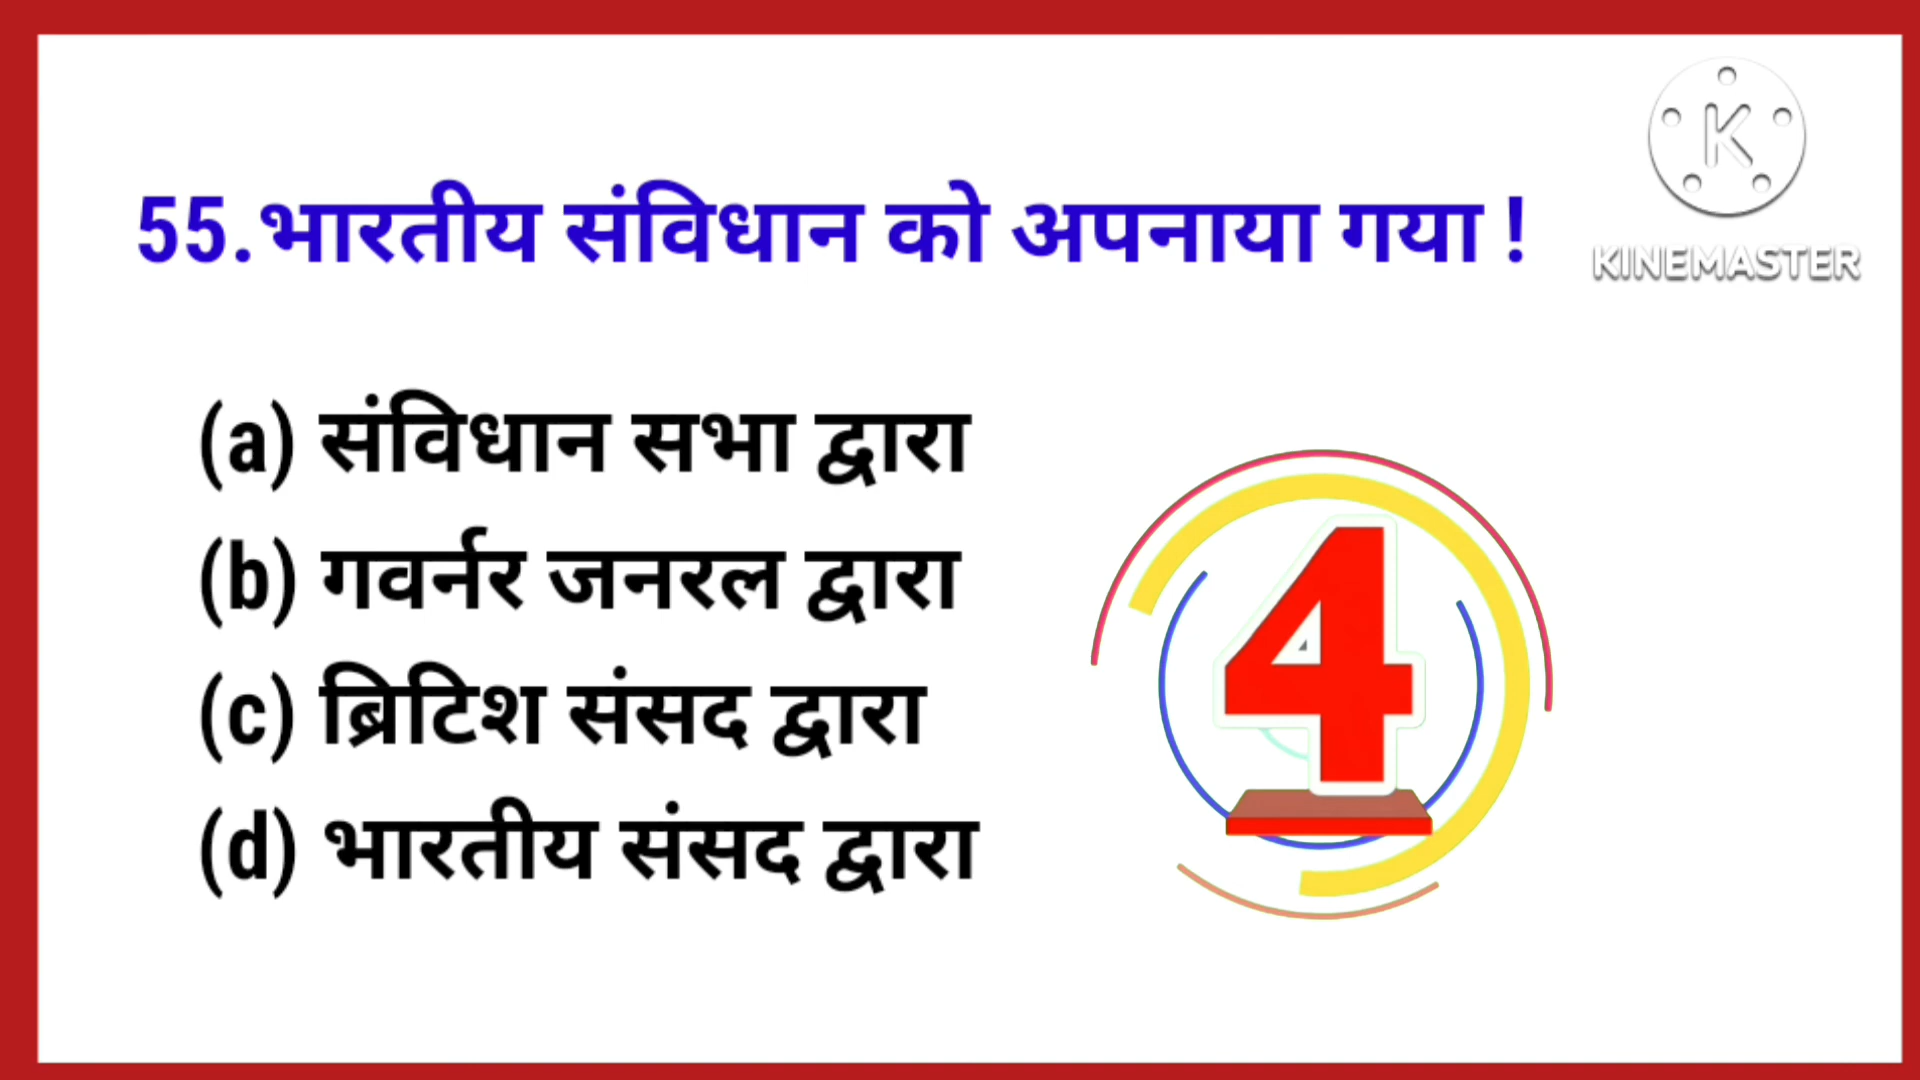 55.भारतीय संविधान को अपनाया गया !
K
KINEMASTER
(a) संविधान सभा द्वारा
(b) गवर्नर जनरल द्वारा
(c) ब्रिटिश संसद द्वारा
(d) भारतीय संसद द्वारा
4